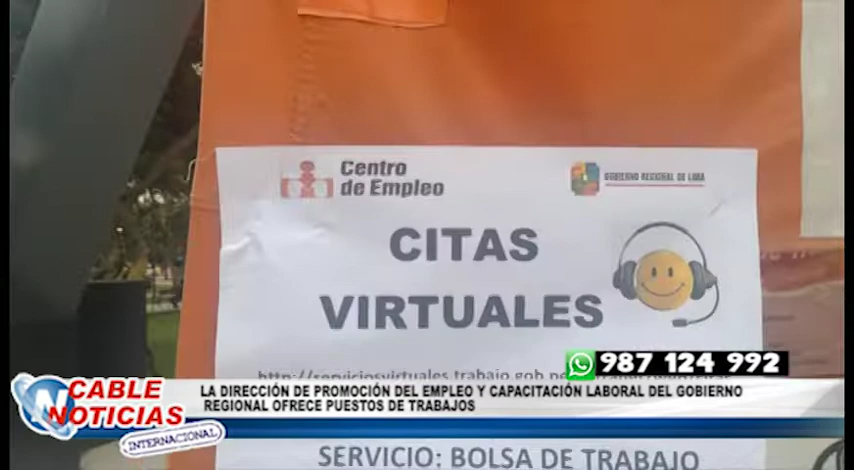 Centro
de Empleo
GOBIERNO REGIONAL DE LIMA
CITAS
VIRTUALES
987 124 992
CABLE
NOTICIAS
INTERNACIONAL
LA DIRECCIÓN DE PROMOCIÓN DEL EMPLEO Y CAPACITACIÓN LABORAL DEL GOBIERNO
REGIONAL OFRECE PUESTOS DE TRABAJOS
SERVICIO: BOLSA DE TRABAJO